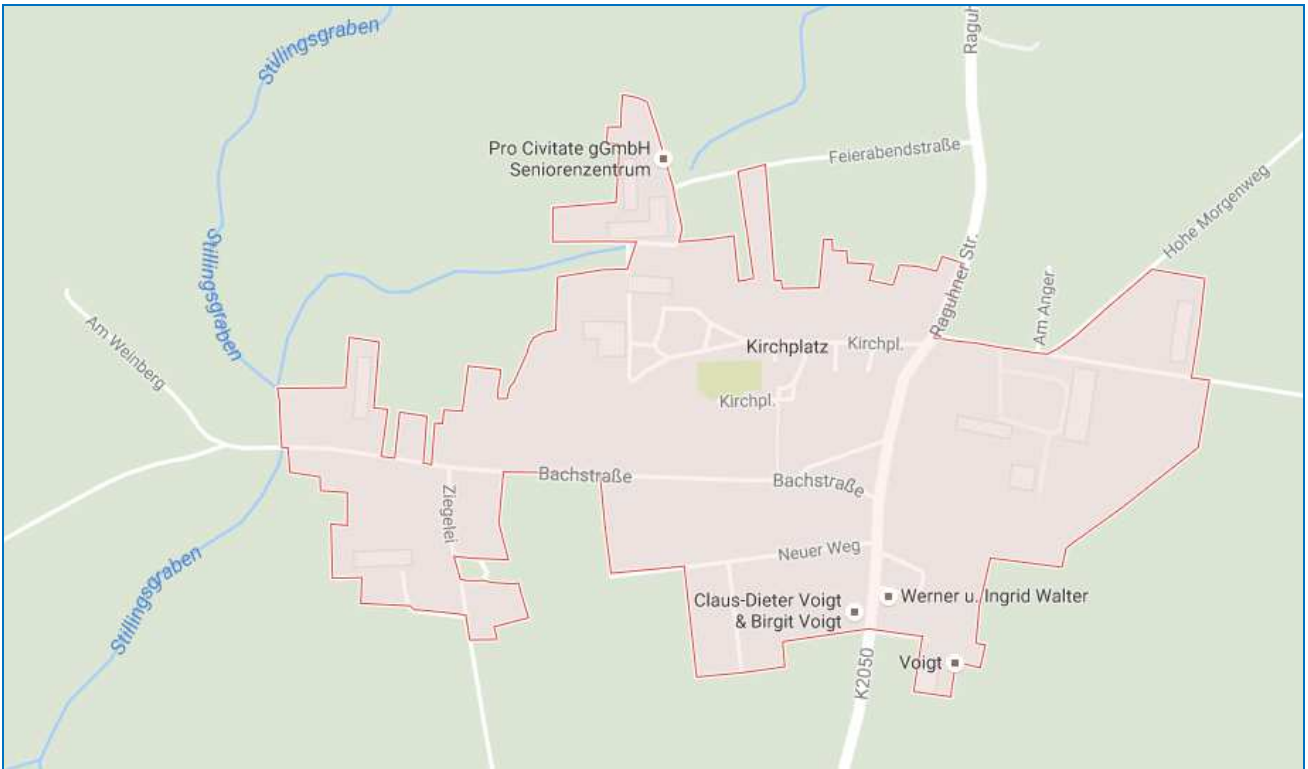 Stillingsgraben
Raguh
Pro Civitate gGmbH
Seniorenzentrum
Feierabendstraße
Hohe Morgenweg
Stillingsgraben
Raguhner Str.
Am Anger
Am Weinberg
Kirchplatz
Kirchpl.
Kirchpl.
Bachstraße
Bachstraße
Ziegelei
Neuer Weg
Stillingsgraben
Claus-Dieter Voigt
& Birgit Voigt
Werner u. Ingrid Walter
Voigt
K2050